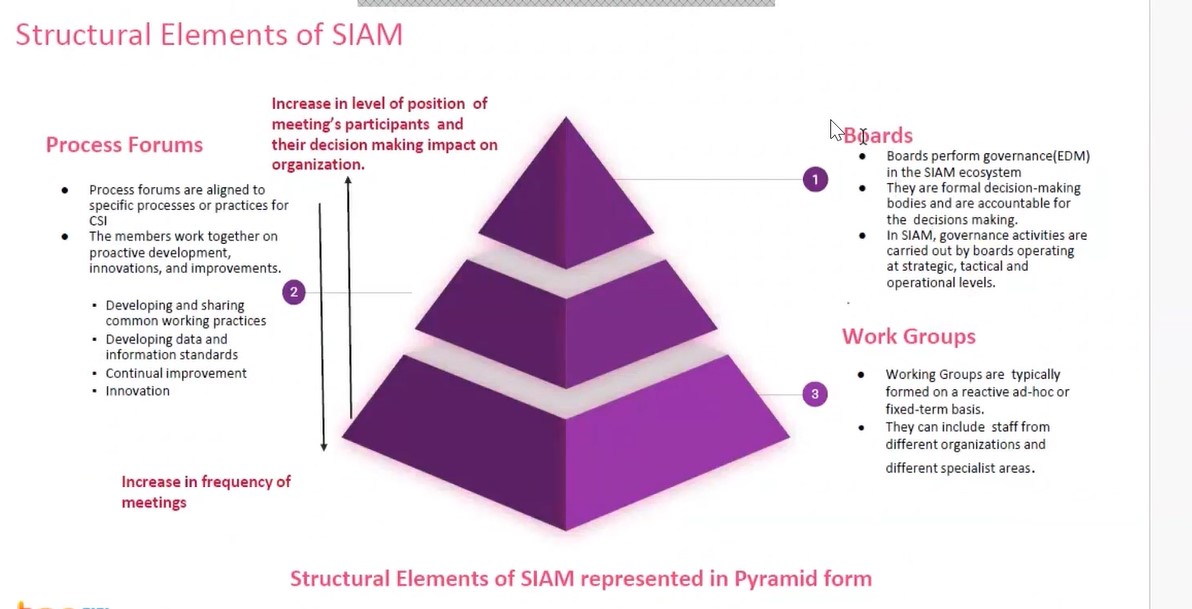 Structural Elements of SIAM
Increase in level of position of
meeting's participants and
their decision making impact on
organization.
Process Forums
• Process forums are aligned to
specific processes or practices for
CSI
• The members work together on
proactive development,
innovations, and improvements.
▪ Developing and sharing
common working practices
▪ Developing data and
information standards
▪ Continual improvement
▪ Innovation
2
Increase in frequency of
meetings
1
Boards
• Boards perform governance(EDM)
in the SIAM ecosystem
• They are formal decision-making
bodies and are accountable for
the decisions making.
• In SIAM, governance activities are
carried out by boards operating
at strategic, tactical and
operational levels.
.
3
Work Groups
• Working Groups are typically
formed on a reactive ad-hoc or
fixed-term basis.
• They can include staff from
different organizations and
different specialist areas.
Structural Elements of SIAM represented in Pyramid form